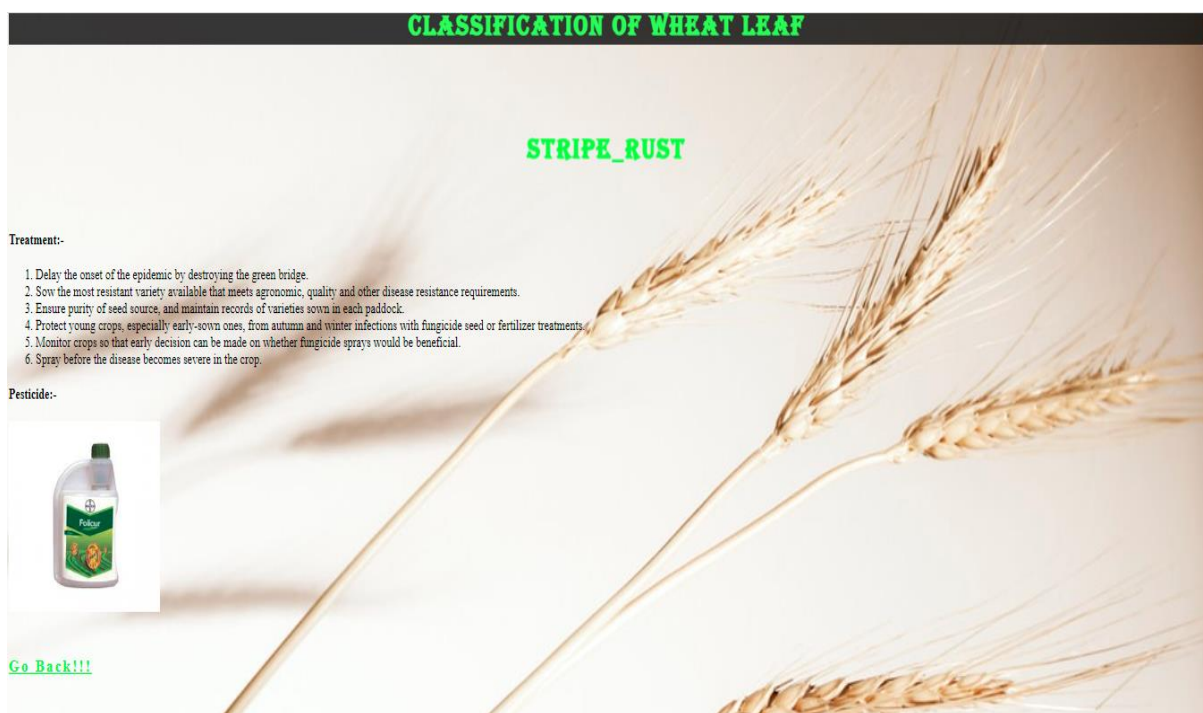 CLASSIFICATION OF WHEAT LEAF
STRIPE_RUST
Treatment:-
1. Delay the onset of the epidemic by destroying the green bridge.
2. Sow the most resistant variety available that meets agronomic, quality and other disease resistance requirements.
3. Ensure purity of seed source, and maintain records of varieties sown in each paddock.
4. Protect young crops, especially early-sown ones, from autumn and winter infections with fungicide seed or fertilizer treatments.
5. Monitor crops so that early decision can be made on whether fungicide sprays would be beneficial.
6. Spray before the disease becomes severe in the crop.
Pesticide:-
Folicur
Go Back!!!